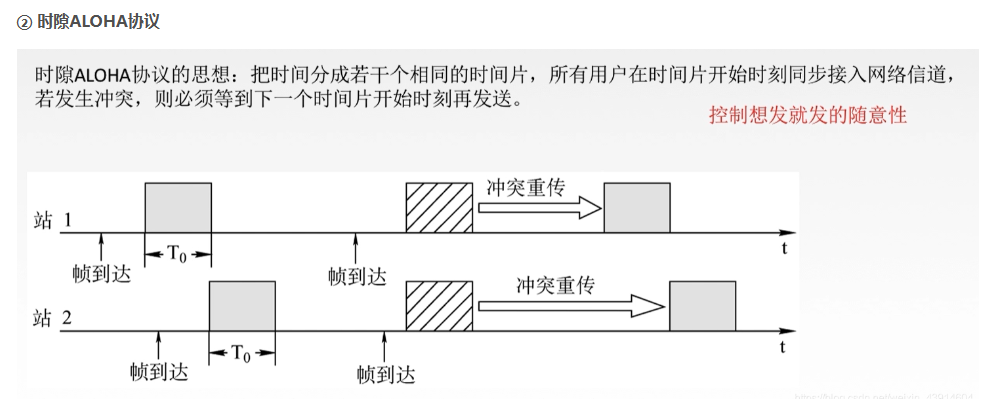 ② 时隙ALOHA协议
时隙ALOHA协议的思想：把时间分成若干个相同的时间片，所有用户在时间片开始时刻同步接入网络信道，
若发生冲突，则必须等到下一个时间片开始时刻再发送。
控制想发就发的随意性
冲突重传
站 1
T₀
t
帧到达
帧到达
冲突重传
站 2
T₀
t
帧到达
帧到达